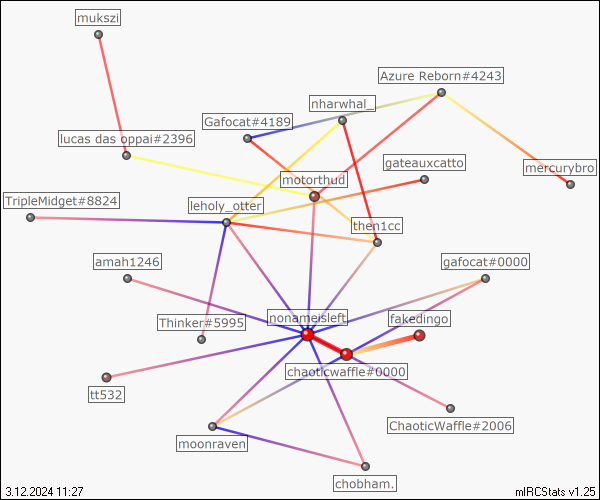 mukszi
Azure Reborn#4243
nharwhal_
Gafocat#4189
lucas das oppai#2396
gateauxcatto
mercurybro
motorthud
TripleMidget#8824
leholy_otter
then1cc
amah1246
gafocat#0000
nonameisleft
Thinker#5995
fakedingo
chaoticwaffle#0000
tt532
ChaoticWaffle#2006
moonraven
chobham.
3.12.2024 11:27
mIRCStats v1.25